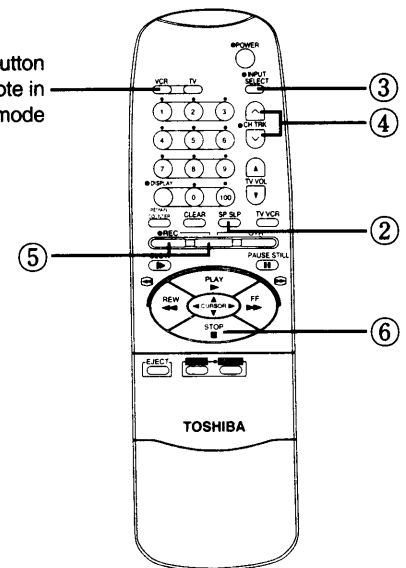 utton
ote in
mode
POWER
VCR TV
INPUT
SELECT
③
1 2 3
CH TRK
④
4 5 6
7 8 9
TV VOL
DISPLAY
0 100
CLEAR SP SLP TV VCR
②
REC
⑤
PAUSE STILL
PLAY
REW CURSOR FF
STOP
⑥
EJECT
TOSHIBA